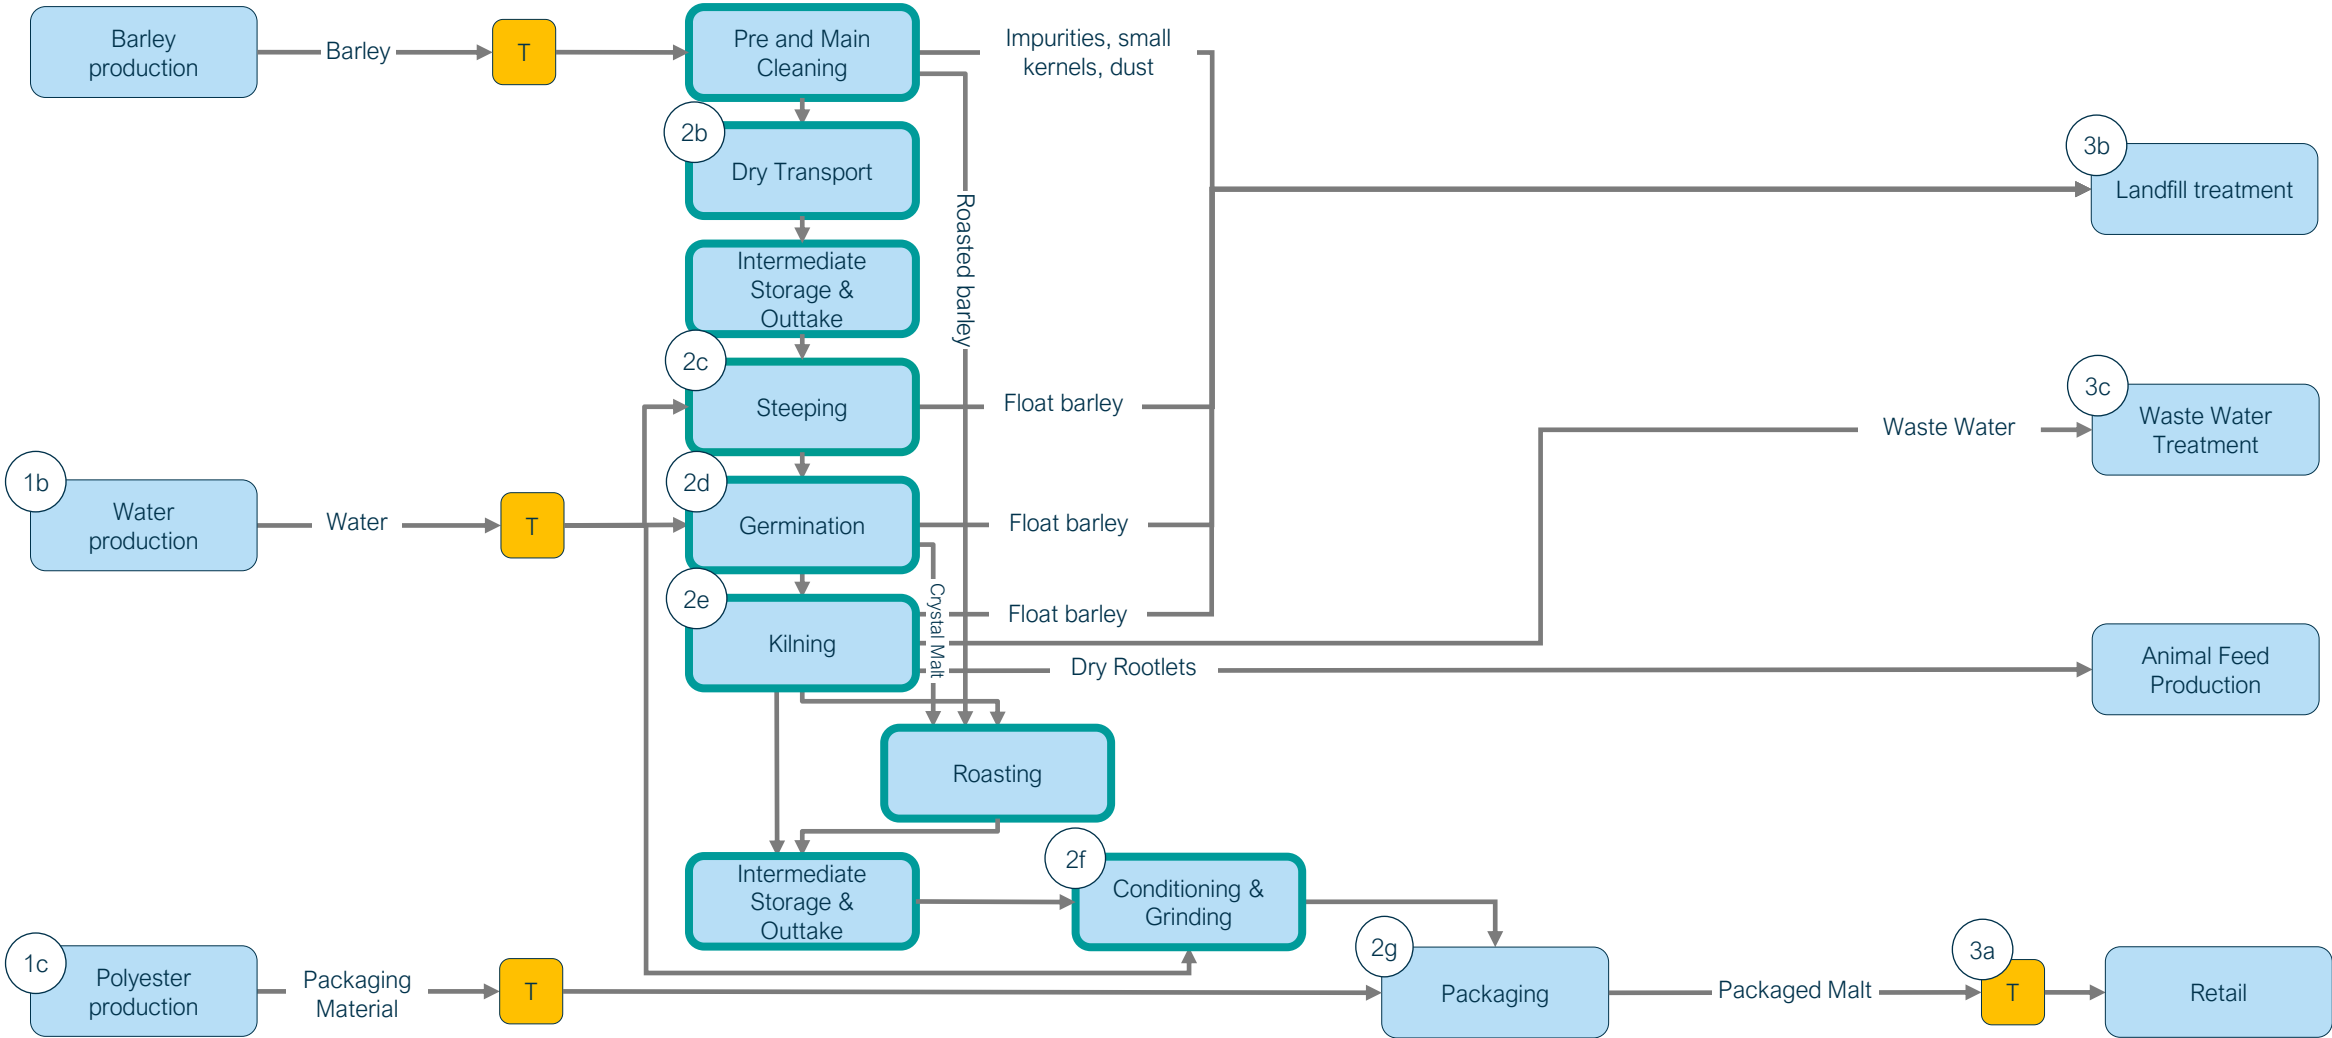 Barley
production
Barley
T
Pre and Main
Cleaning
Impurities, small
kernels, dust
2b
Dry Transport
Roasted barley
3b
Landfill treatment
Intermediate
Storage &
Outtake
2c
Steeping
Float barley
3c
Waste Water
Treatment
Waste Water
1b
Water
production
Water
T
2d
Germination
Float barley
2e
Kilning
Crystal Malt
Float barley
Dry Rootlets
Animal Feed
Production
Roasting
Intermediate
Storage &
Outtake
2f
Conditioning &
Grinding
1c
Polyester
production
Packaging
Material
T
2g
Packaging
Packaged Malt
3a
T
Retail